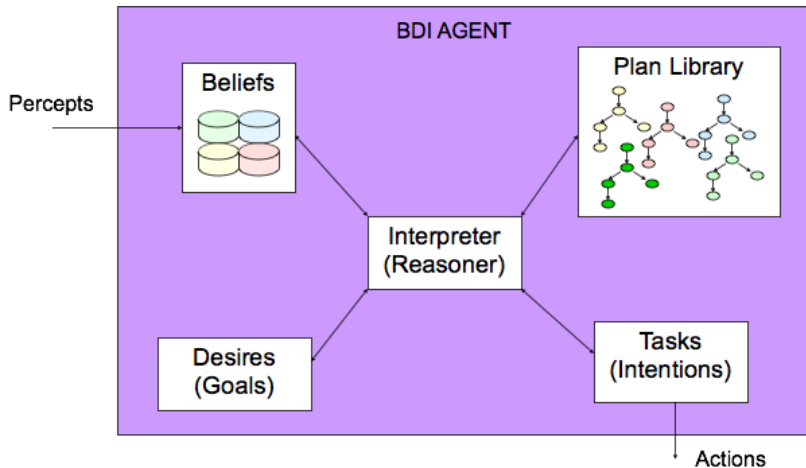 BDI AGENT
Beliefs
Plan Library
Percepts
Interpreter
(Reasoner)
Desires
(Goals)
Tasks
(Intentions)
Actions